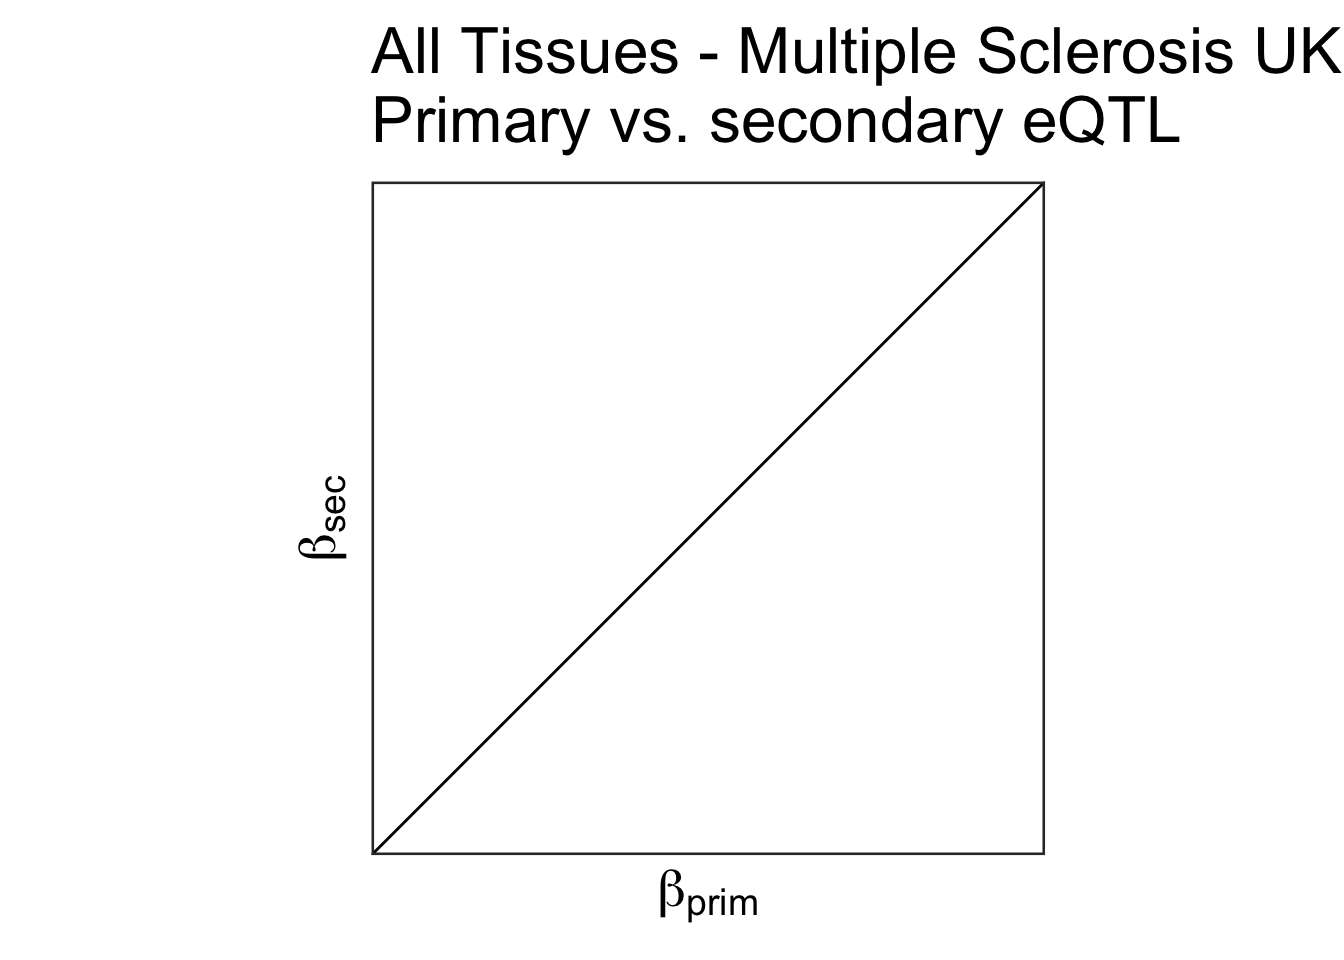 All Tissues - Multiple Sclerosis UK
Primary vs. secondary eQTL
βsec
βprim